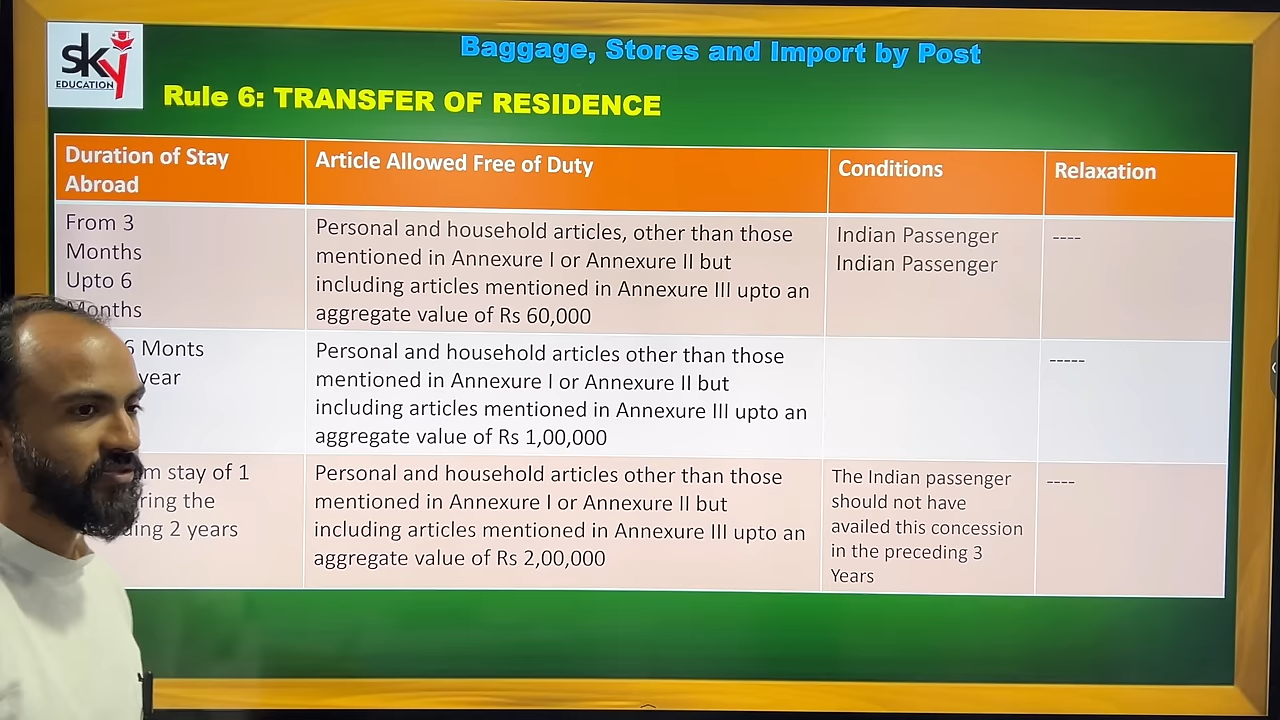 sky
EDUCATION
Baggage, Stores and Import by Post
Rule 6: TRANSFER OF RESIDENCE
Duration of Stay
Abroad
Article Allowed Free of Duty
Conditions
Relaxation
From 3
Months
Upto 6
Months
Personal and household articles, other than those
mentioned in Annexure I or Annexure II but
including articles mentioned in Annexure III upto an
aggregate value of Rs 60,000
Indian Passenger
Indian Passenger
----
6 Monts
year
Personal and household articles other than those
mentioned in Annexure I or Annexure II but
including articles mentioned in Annexure III upto an
aggregate value of Rs 1,00,000
-----
stay of 1
the
2 years
Personal and household articles other than those
mentioned in Annexure I or Annexure II but
including articles mentioned in Annexure III upto an
aggregate value of Rs 2,00,000
The Indian passenger
should not have
availed this concession
in the preceding 3
Years
----